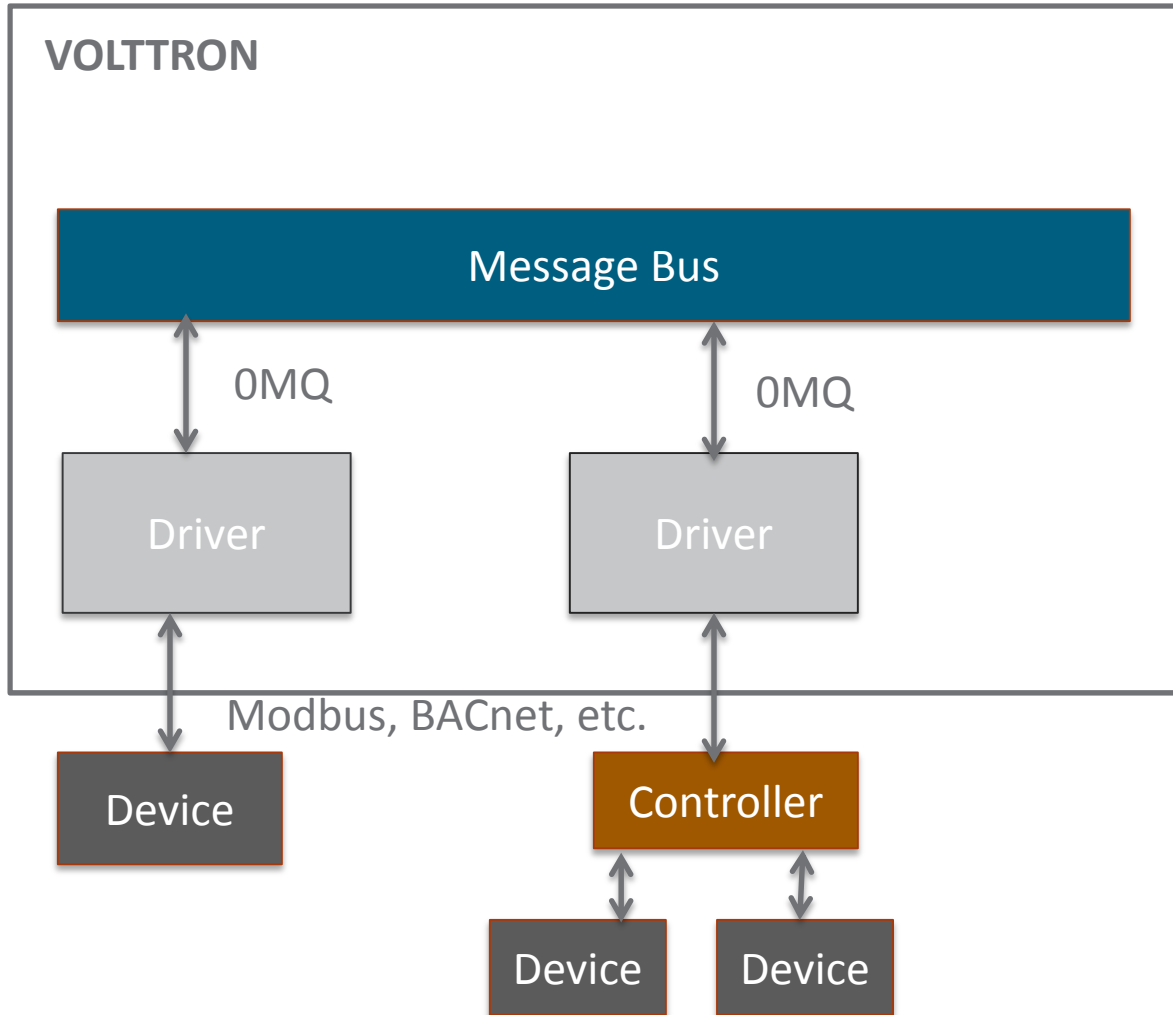 VOLTTRON
Message Bus
0MQ
0MQ
Driver
Driver
Modbus, BACnet, etc.
Device
Controller
Device
Device